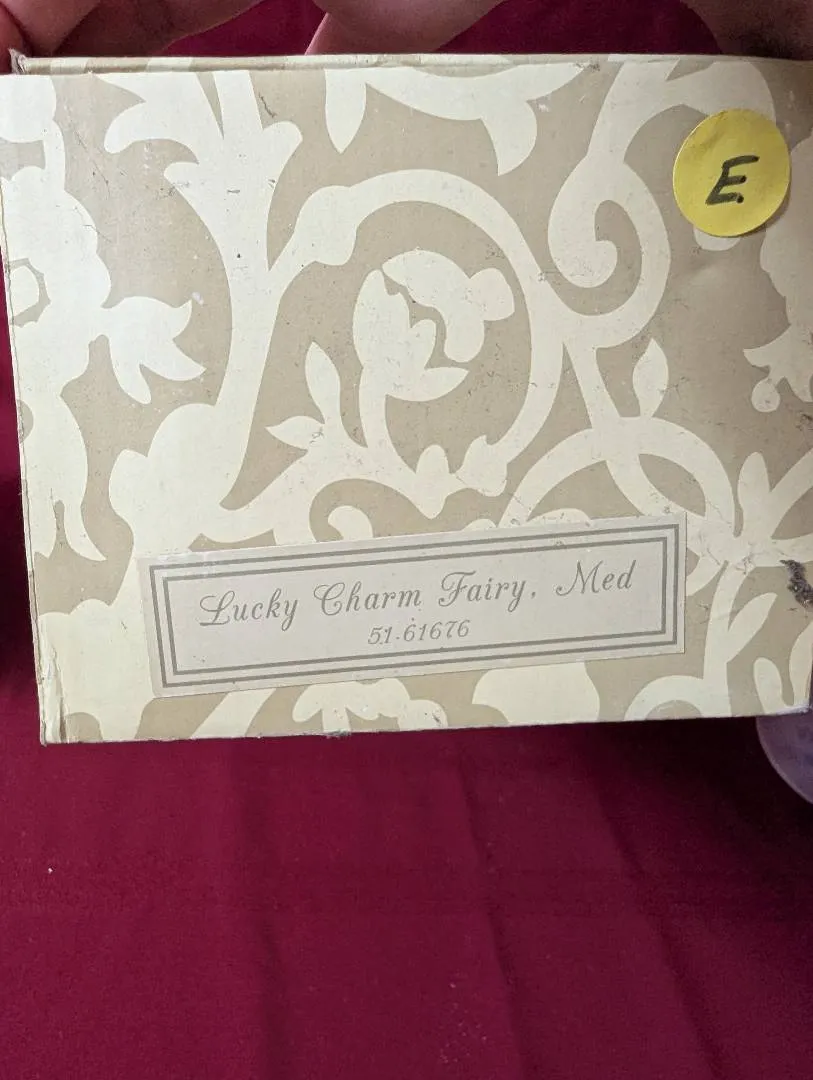 E.
Lucky Charm Fairy, Med
51.61676